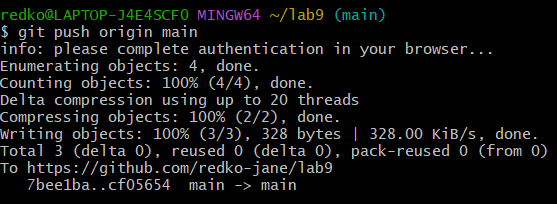 redko@LAPTOP-J4E4SCFO MINGW64 ~/lab9 (main)
$ git push origin main
info: please complete authentication in your browser...
Enumerating objects: 4, done.
Counting objects: 100% (4/4), done.
Delta compression using up to 20 threads
Compressing objects: 100% (2/2), done.
Writing objects: 100% (3/3), 328 bytes | 328.00 KiB/s, done.
Total 3 (delta 0), reused 0 (delta 0), pack-reused 0 (from 0)
To https://github.com/redko-jane/lab9
   7bee1ba..cf05654  main -> main